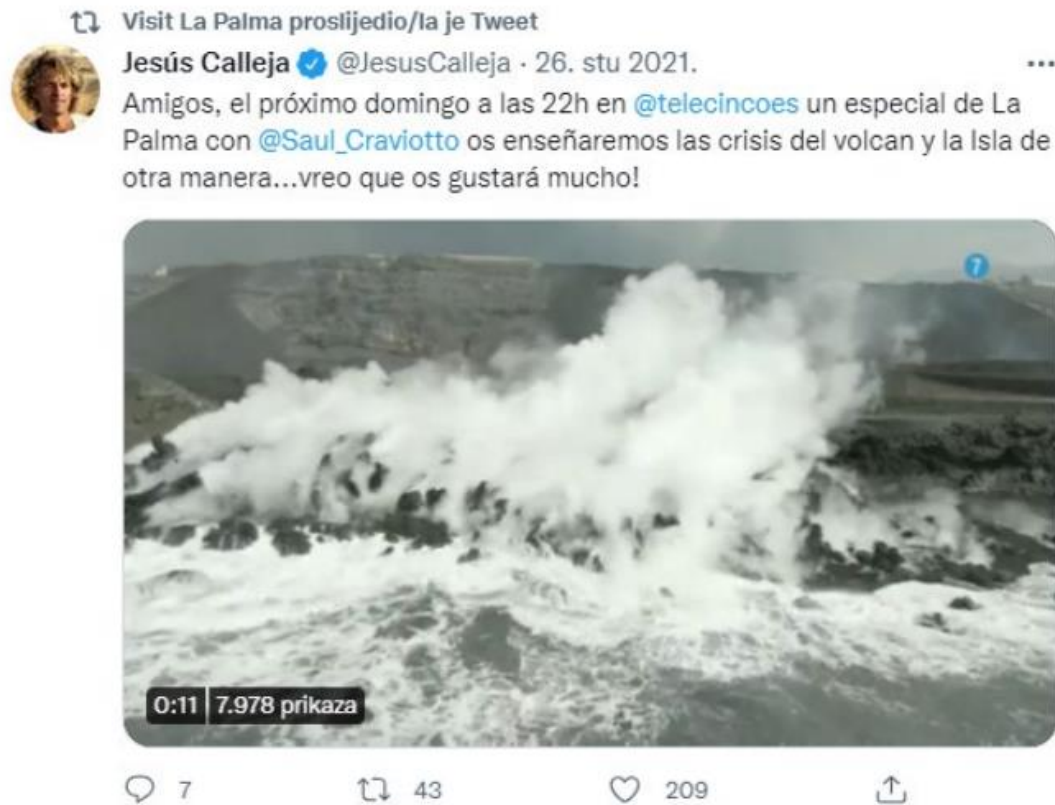 Visit La Palma proslijedio/la je Tweet
Jesús Calleja @JesusCalleja · 26. stu 2021.
Amigos, el próximo domingo a las 22h en @telecincoes un especial de La
Palma con @Saul_Craviotto os enseñaremos las crisis del volcan y la Isla de
otra manera...vreo que os gustará mucho!
7
0:11 7.978 prikaza
7 43 209